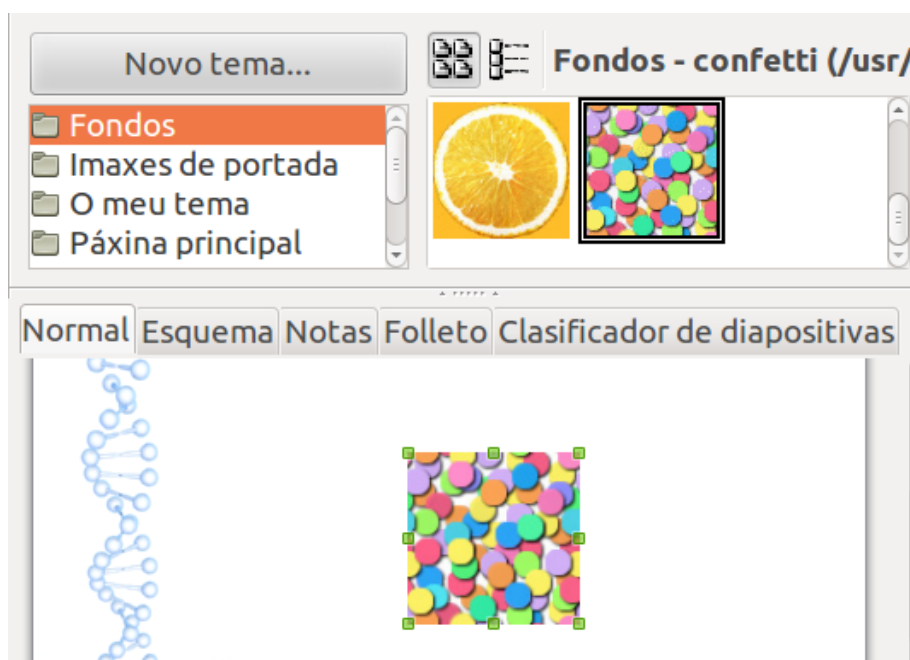 Novo tema...
Fondos - confetti (/usr/
Fondos
Imaxes de portada
O meu tema
Páxina principal
Normal Esquema Notas Folleto Clasificador de diapositivas